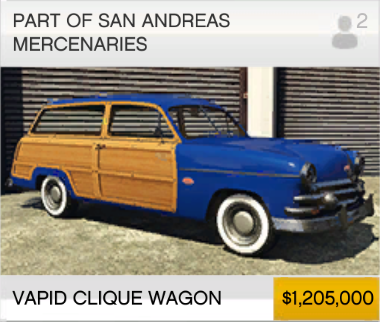 PART OF SAN ANDREAS
MERCENARIES
2
VAPID CLIQUE WAGON
$1,205,000